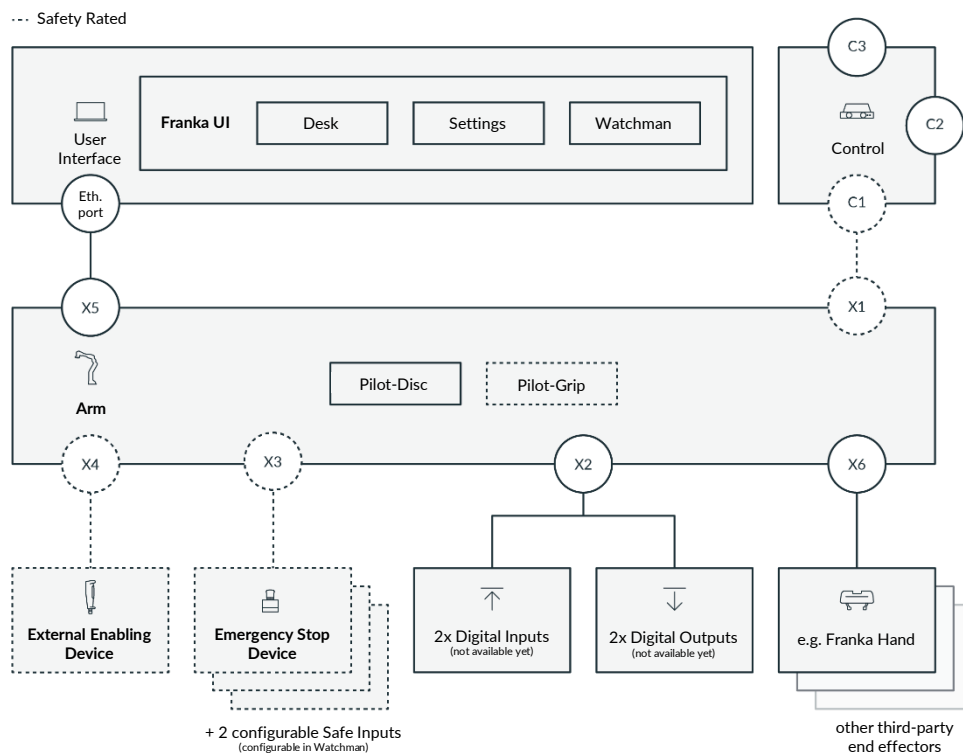 Safety Rated
C3
Franka UI
Desk
Settings
Watchman
User
Interface
C2
Control
Eth.
port
C1
X5
X1
Arm
Pilot-Disc
Pilot-Grip
X4
X3
X2
X6
External Enabling
Device
Emergency Stop
Device
2x Digital Inputs
(not available yet)
2x Digital Outputs
(not available yet)
e.g. Franka Hand
+ 2 configurable Safe Inputs
(configurable in Watchman)
other third-party
end effectors